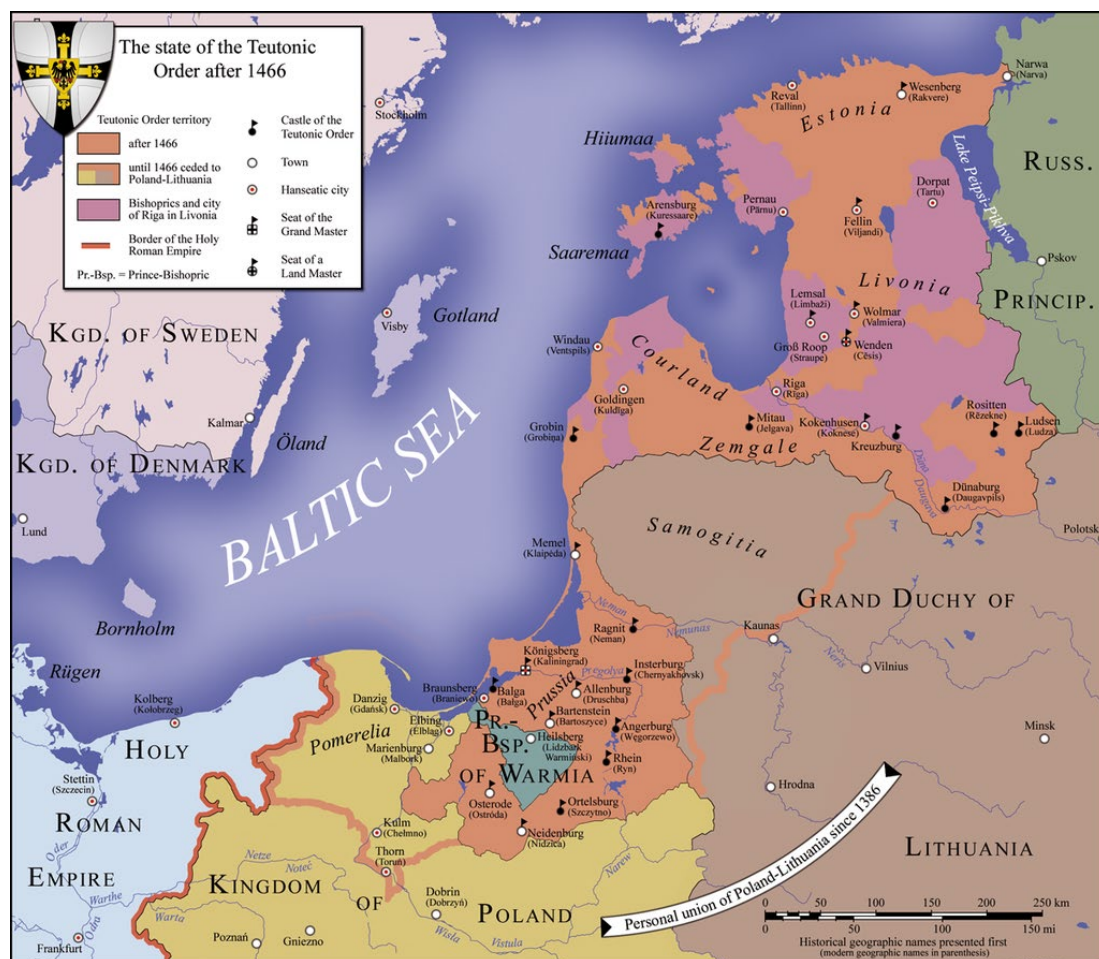 The state of the Teutonic
Order after 1466
Teutonic Order territory
after 1466
until 1466 ceded to
Poland-Lithuania
Bishoprics and city
of Riga in Livonia
Border of the Holy
Roman Empire
Pr.-Bsp. = Prince-Bishopric
Castle of the
Teutonic Order
Town
Hanseatic city
Seat of the
Grand Master
Seat of a
Land Master
Stockholm
Hiiumaa
Reval
(Tallinn)
Wesenberg
(Rakvere)
Narwa
(Narva)
Estonia
Lake Peipsi-Pikhva
RUSS.
PRINCIP.
Pskov
Arensburg
(Kuressaare)
Saaremaa
Pernau
(Pärnu)
Fellin
(Viljandi)
Dorpat
(Tartu)
Livonia
Lemsal
(Limbaži)
Wolmar
(Valmiera)
Groß Roop
(Straupe)
Wenden
(Cēsis)
KGD. OF SWEDEN
Visby
Gotland
Windau
(Ventspils)
Courland
Goldingen
(Kuldīga)
Riga
(Rīga)
Kalmar
Öland
KGD. OF DENMARK
Lund
BALTIC SEA
Grobin
(Grobiņa)
Mitau
(Jelgava)
Zemgale
Kokenhusen
(Koknese)
Kreuzburg
Rositten
(Rēzekne)
Ludsen
(Ludza)
Düna
Daugava
Dünaburg
(Daugavpils)
Polotsk
Samogitia
Memel
(Klaipėda)
GRAND DUCHY OF
LITHUANIA
Neman
Nemunas
Ragnit
(Neman)
Kaunas
Neris
Vilnius
Bornholm
Rügen
Königsberg
(Kaliningrad)
Insterburg
(Chernyakhovsk)
Pregolya
Braunsberg
(Braniewo)
Balga
(Bałga)
Prussia
Allenburg
(Druschba)
Kolberg
(Kołobrzeg)
Danzig
(Gdańsk)
Elbing
(Elbląg)
Bartenstein
(Bartoszyce)
Angerburg
(Węgorzewo)
Minsk
Pomerelia
Marienburg
(Malbork)
PR.-
BSP.
OF WARMIA
Heilsberg
(Lidzbark
Warmiński)
Rhein
(Ryn)
Hrodna
HOLY
ROMAN
EMPIRE
Stettin
(Szczecin)
Osterode
(Ostróda)
Ortelsburg
(Szczytno)
Kulm
(Chełmno)
Neidenburg
(Nidzica)
Oder
Odra
Netze
Noteć
Thorn
(Toruń)
Narew
Warthe
Warta
KINGDOM
OF
POLAND
Dobrin
(Dobrzyń)
Wisła
Vistula
Frankfurt
Poznań
Gniezno
Personal union of Poland-Lithuania since 1386
0 50 100 150 200 250 km
0 50 100 150 mi
Historical geographic names presented first
(modern geographic names in parenthesis)